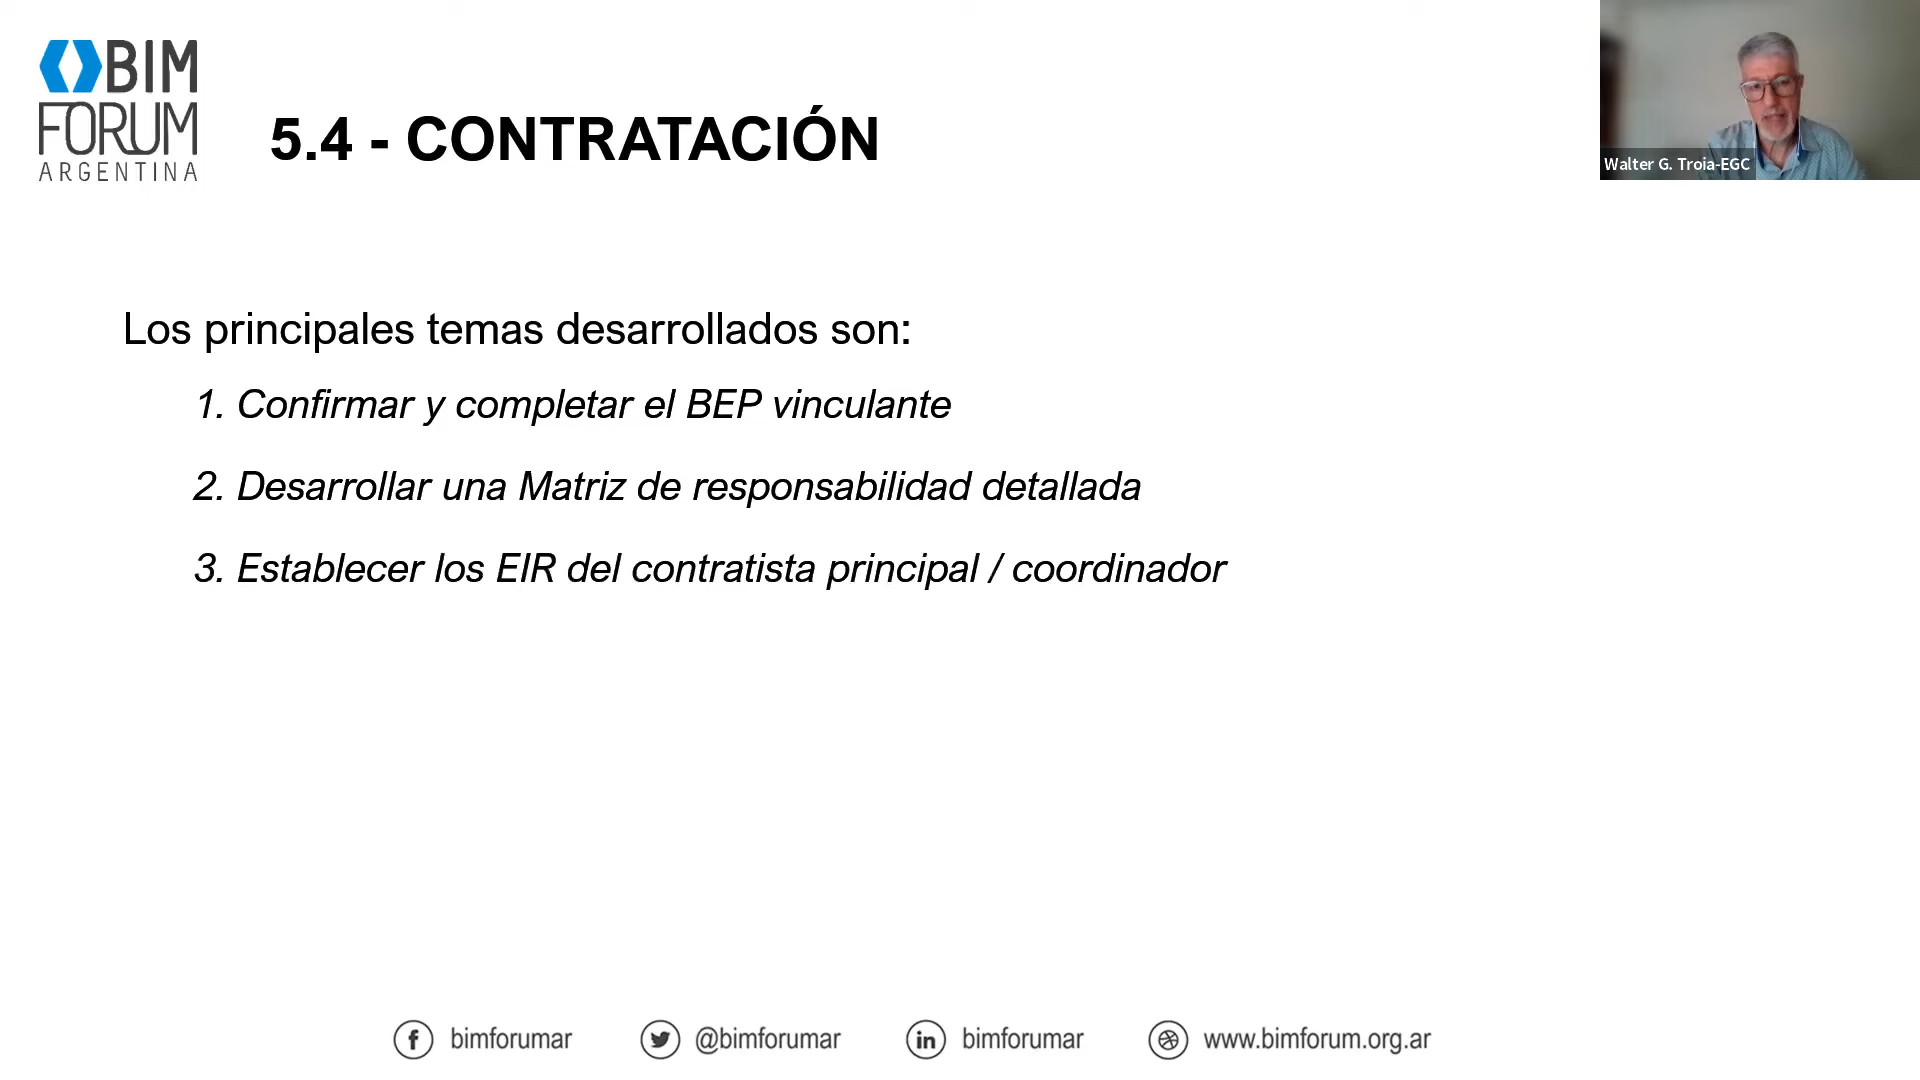 BIM
FORUM
ARGENTINA
5.4 - CONTRATACIÓN
Walter G. Troia-EGC
Los principales temas desarrollados son:
1. Confirmar y completar el BEP vinculante
2. Desarrollar una Matriz de responsabilidad detallada
3. Establecer los EIR del contratista principal / coordinador
bimforumar @bimforumar bimforumar www.bimforum.org.ar